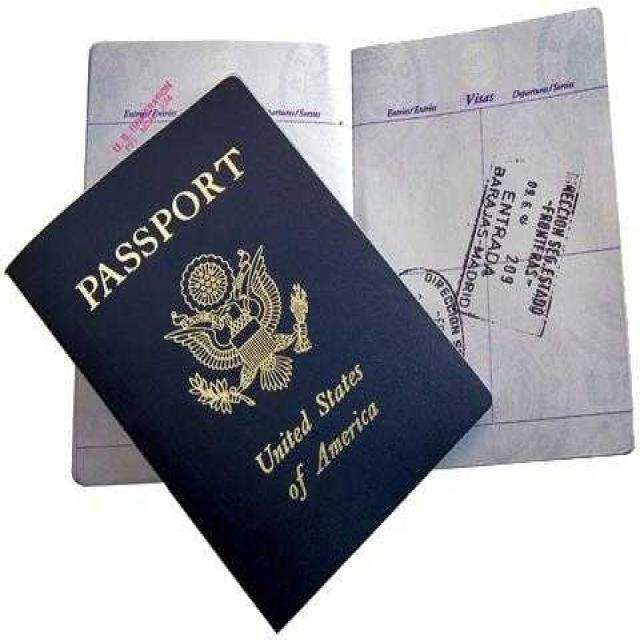 PASSPORT
United States
of America
Entries/Entrées
Departures/Sorties
Entries/Entrées
Visas
Departures/Sorties
U.S. IMMIGRATION
DIRECCION SEG. ESTADO
-FRONTERAS-
ENTRADA
209
BARAJAS-MADRID
DIRECCION